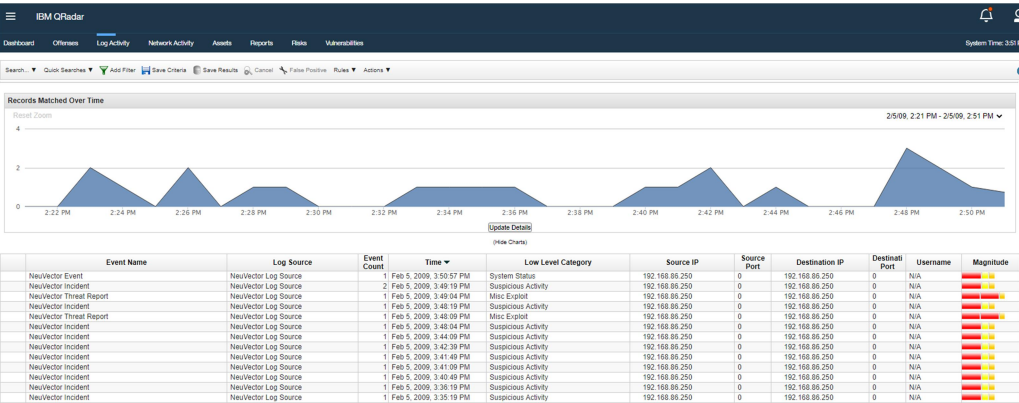 IBM QRadar
Dashboard Offenses Log Activity Network Activity Assets Reports Risks Vulnerabilities System Time: 3:51
Search... ▼ Quick Searches ▼ Add Filter Save Criteria Save Results Cancel False Positive Rules ▼ Actions ▼
Records Matched Over Time
Reset Zoom 2/5/09, 2:21 PM - 2/5/09, 2:51 PM
4
2
0
2:22 PM 2:24 PM 2:26 PM 2:28 PM 2:30 PM 2:32 PM 2:34 PM 2:36 PM 2:38 PM 2:40 PM 2:42 PM 2:44 PM 2:46 PM 2:48 PM 2:50 PM
Update Details
(Hide Charts)
Event Name Log Source Event Count Time ▼ Low Level Category Source IP Source Port Destination IP Destinati Port Username Magnitude
NeuVector Event NeuVector Log Source 1 Feb 5, 2009, 3:50:57 PM System Status 192.168.86.250 0 192.168.86.250 0 N/A
NeuVector Incident NeuVector Log Source 2 Feb 5, 2009, 3:49:19 PM Suspicious Activity 192.168.86.250 0 192.168.86.250 0 N/A
NeuVector Threat Report NeuVector Log Source 1 Feb 5, 2009, 3:49:04 PM Misc Exploit 192.168.86.250 0 192.168.86.250 0 N/A
NeuVector Incident NeuVector Log Source 1 Feb 5, 2009, 3:48:19 PM Suspicious Activity 192.168.86.250 0 192.168.86.250 0 N/A
NeuVector Threat Report NeuVector Log Source 1 Feb 5, 2009, 3:48:09 PM Misc Exploit 192.168.86.250 0 192.168.86.250 0 N/A
NeuVector Incident NeuVector Log Source 1 Feb 5, 2009, 3:48:04 PM Suspicious Activity 192.168.86.250 0 192.168.86.250 0 N/A
NeuVector Incident NeuVector Log Source 1 Feb 5, 2009, 3:44:09 PM Suspicious Activity 192.168.86.250 0 192.168.86.250 0 N/A
NeuVector Incident NeuVector Log Source 1 Feb 5, 2009, 3:42:39 PM Suspicious Activity 192.168.86.250 0 192.168.86.250 0 N/A
NeuVector Incident NeuVector Log Source 1 Feb 5, 2009, 3:41:49 PM Suspicious Activity 192.168.86.250 0 192.168.86.250 0 N/A
NeuVector Incident NeuVector Log Source 1 Feb 5, 2009, 3:41:09 PM Suspicious Activity 192.168.86.250 0 192.168.86.250 0 N/A
NeuVector Incident NeuVector Log Source 1 Feb 5, 2009, 3:40:49 PM Suspicious Activity 192.168.86.250 0 192.168.86.250 0 N/A
NeuVector Incident NeuVector Log Source 1 Feb 5, 2009, 3:36:19 PM Suspicious Activity 192.168.86.250 0 192.168.86.250 0 N/A
NeuVector Incident NeuVector Log Source 1 Feb 5, 2009, 3:35:19 PM Suspicious Activity 192.168.86.250 0 192.168.86.250 0 N/A